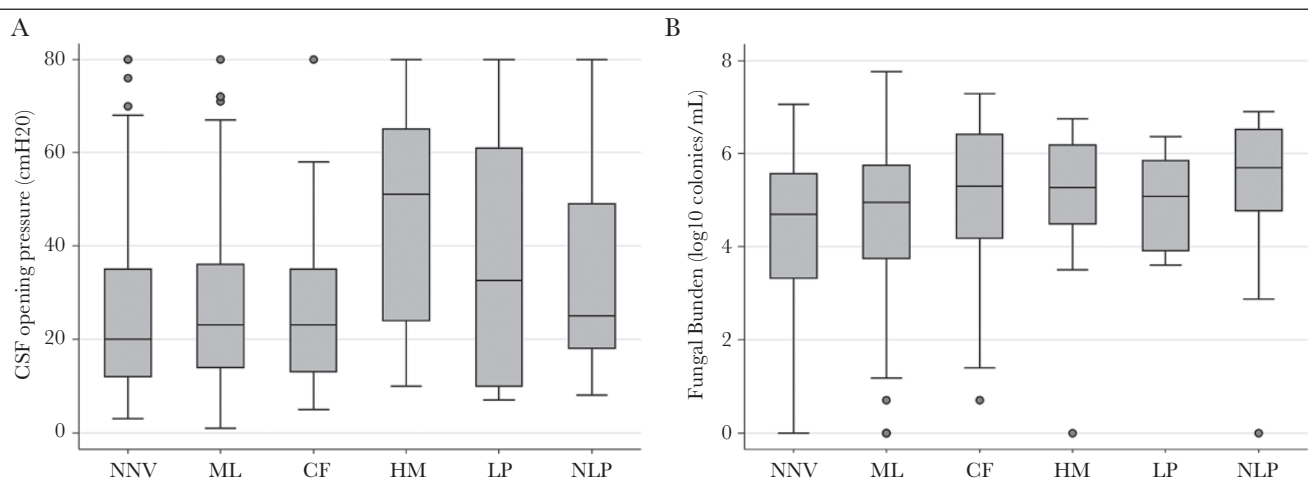 A
CSF opening pressure (cmH20)
80
60
40
20
0
NNV ML CF HM LP NLP
B
Fungal Bunden (log10 colonies/mL)
8
6
4
2
0
NNV ML CF HM LP NLP